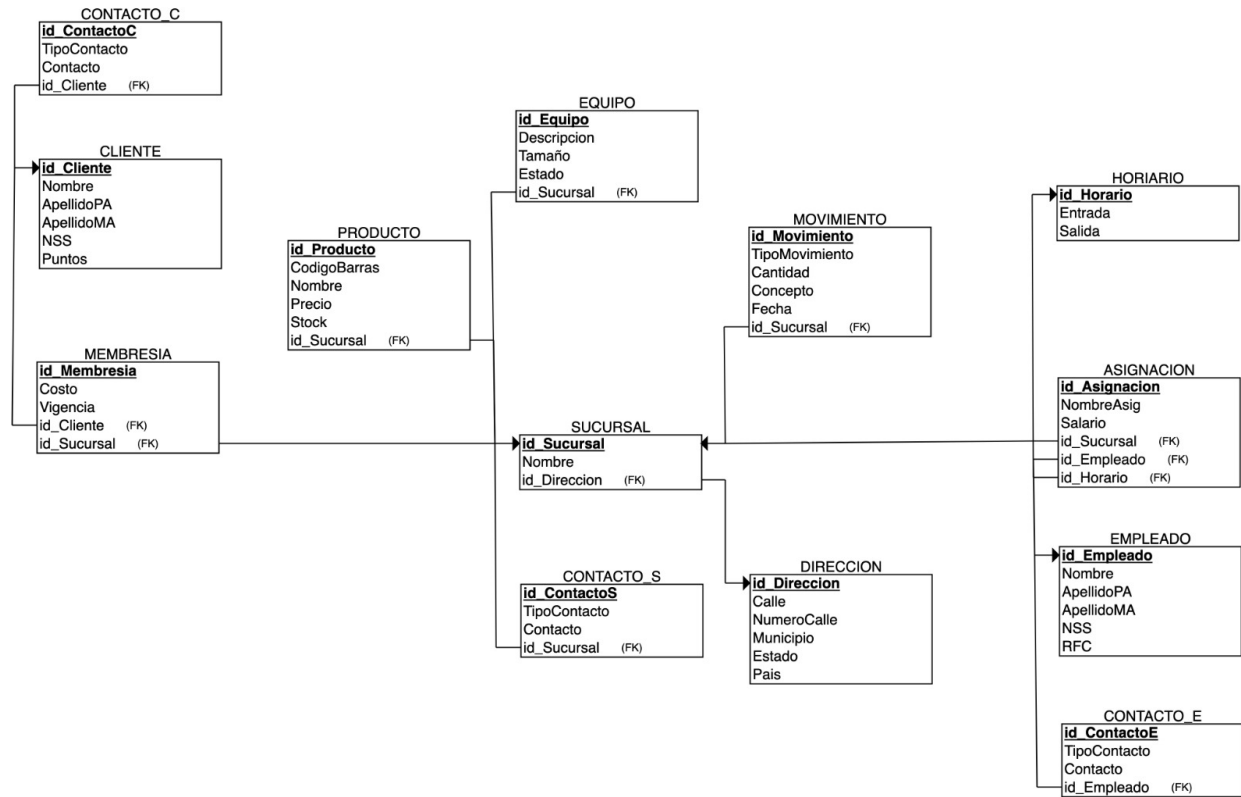 CONTACTO_C
id_ContactoC
TipoContacto
Contacto
id_Cliente (FK)
CLIENTE
id_Cliente
Nombre
ApellidoPA
ApellidoMA
NSS
Puntos
MEMBRESIA
id_Membresia
Costo
Vigencia
id_Cliente (FK)
id_Sucursal (FK)
PRODUCTO
id_Producto
CodigoBarras
Nombre
Precio
Stock
id_Sucursal (FK)
EQUIPO
id_Equipo
Descripcion
Tamaño
Estado
id_Sucursal (FK)
SUCURSAL
id_Sucursal
Nombre
id_Direccion (FK)
CONTACTO_S
id_ContactoS
TipoContacto
Contacto
id_Sucursal (FK)
MOVIMIENTO
id_Movimiento
TipoMovimiento
Cantidad
Concepto
Fecha
id_Sucursal (FK)
DIRECCION
id_Direccion
Calle
NumeroCalle
Municipio
Estado
Pais
HORIARIO
id_Horario
Entrada
Salida
ASIGNACION
id_Asignacion
NombreAsig
Salario
id_Sucursal (FK)
id_Empleado (FK)
id_Horario (FK)
EMPLEADO
id_Empleado
Nombre
ApellidoPA
ApellidoMA
NSS
RFC
CONTACTO_E
id_ContactoE
TipoContacto
Contacto
id_Empleado (FK)